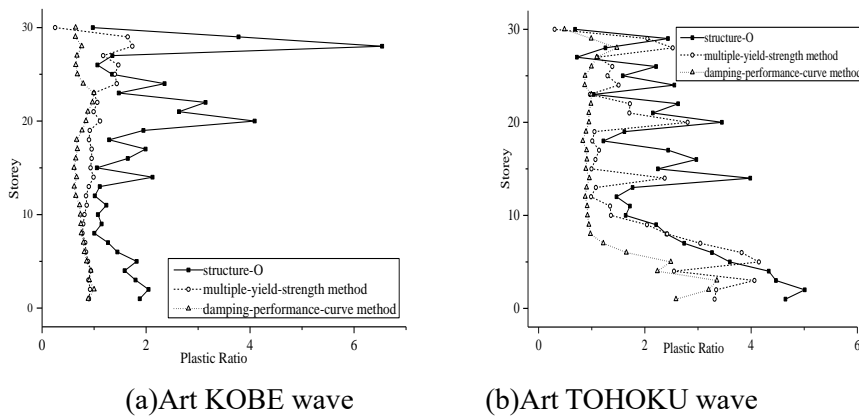 30
20
10
0
Storey
0
2
4
6
Plastic Ratio
structure-O
multiple-yield-strength method
damping-performance-curve method
30
20
10
0
Storey
0
1
2
4
6
Plastic Ratio
structure-O
multiple-yield-strength method
damping-performance-curve method
(a)Art KOBE wave
(b)Art TOHOKU wave